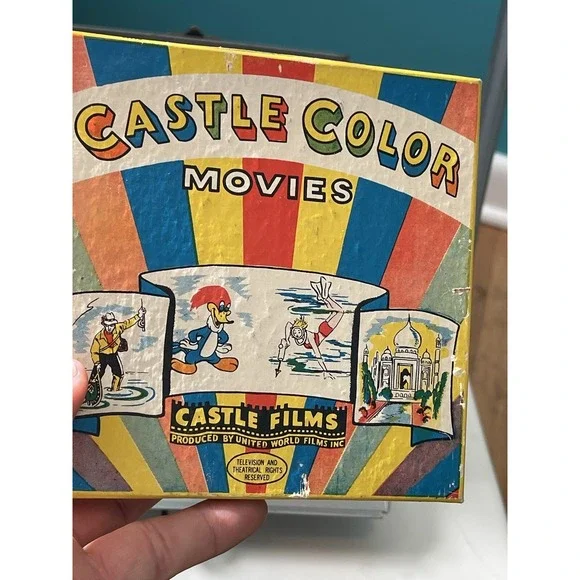 CASTLE COLOR
MOVIES
CASTLE FILMS
PRODUCED BY UNITED WORLD FILMS INC
TELEVISION AND
THEATRICAL RIGHTS
RESERVED